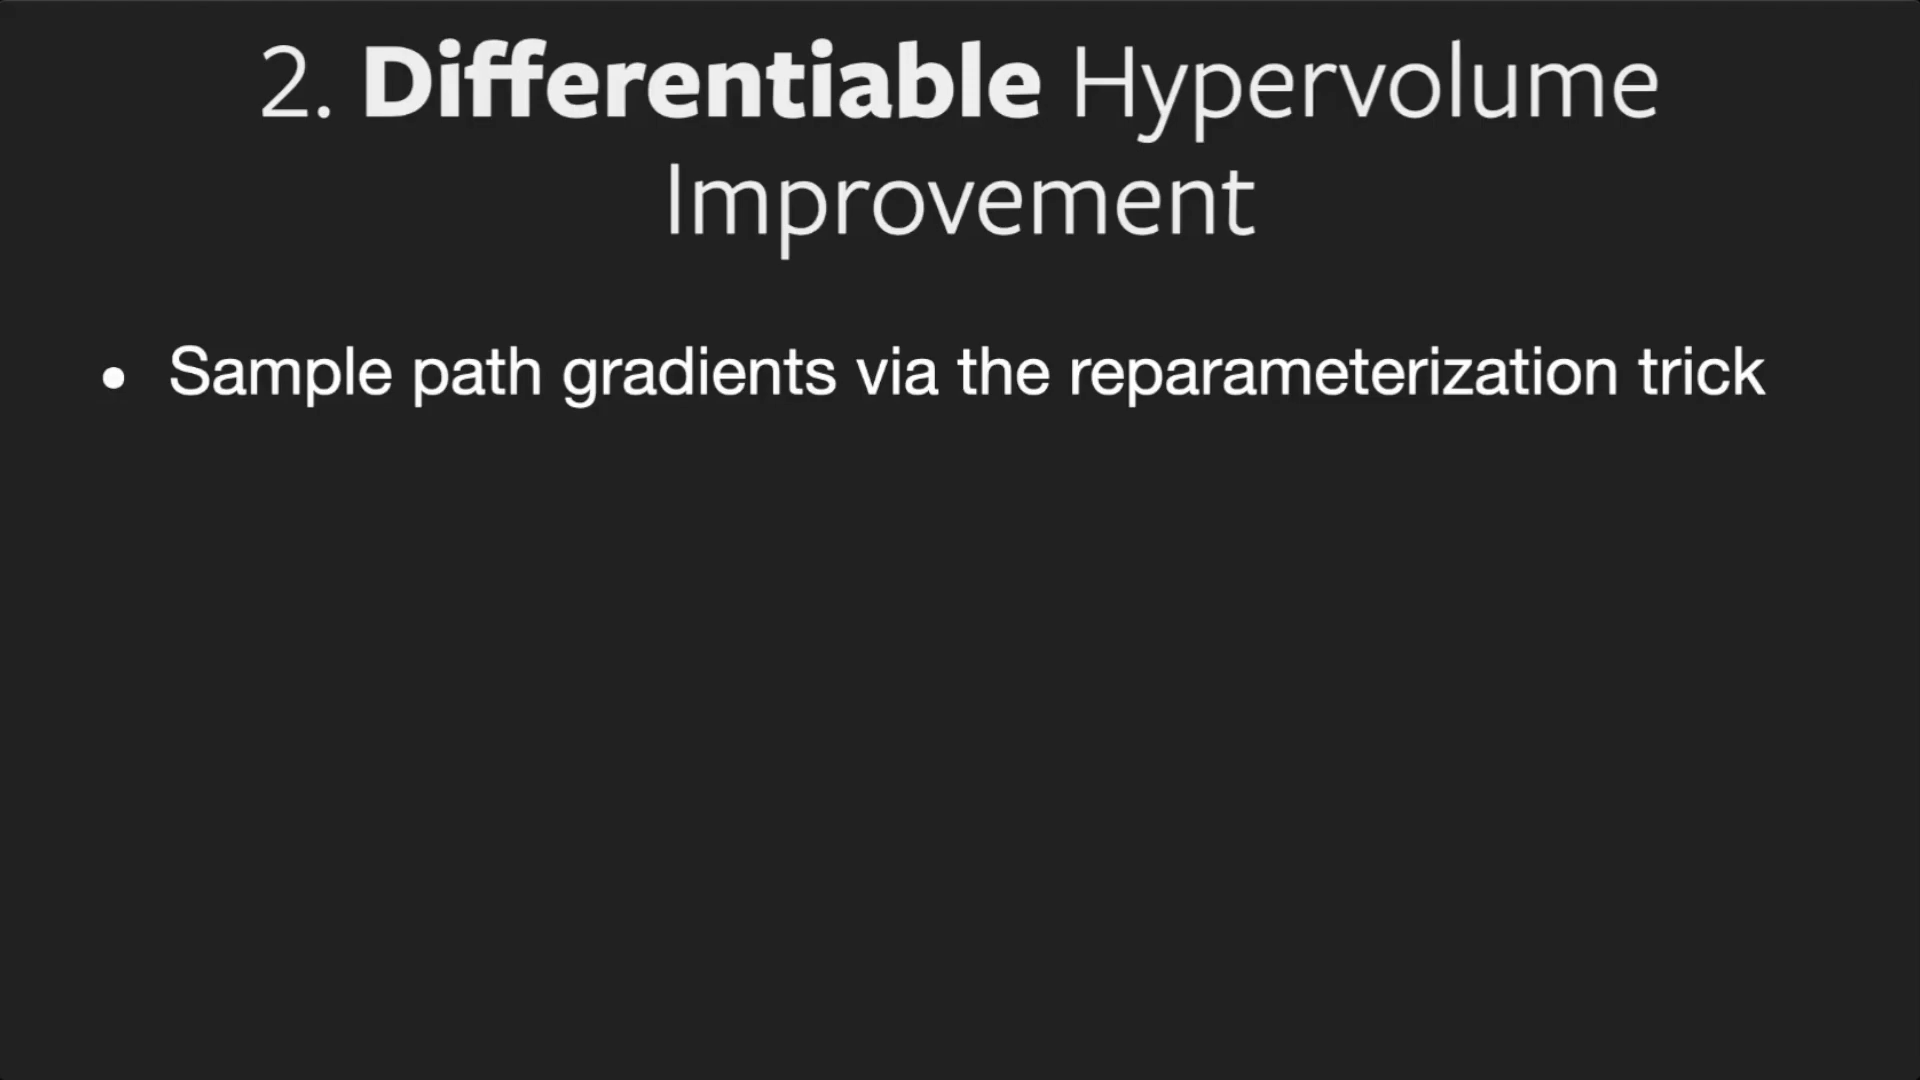 2. Differentiable Hypervolume
Improvement
• Sample path gradients via the reparameterization trick